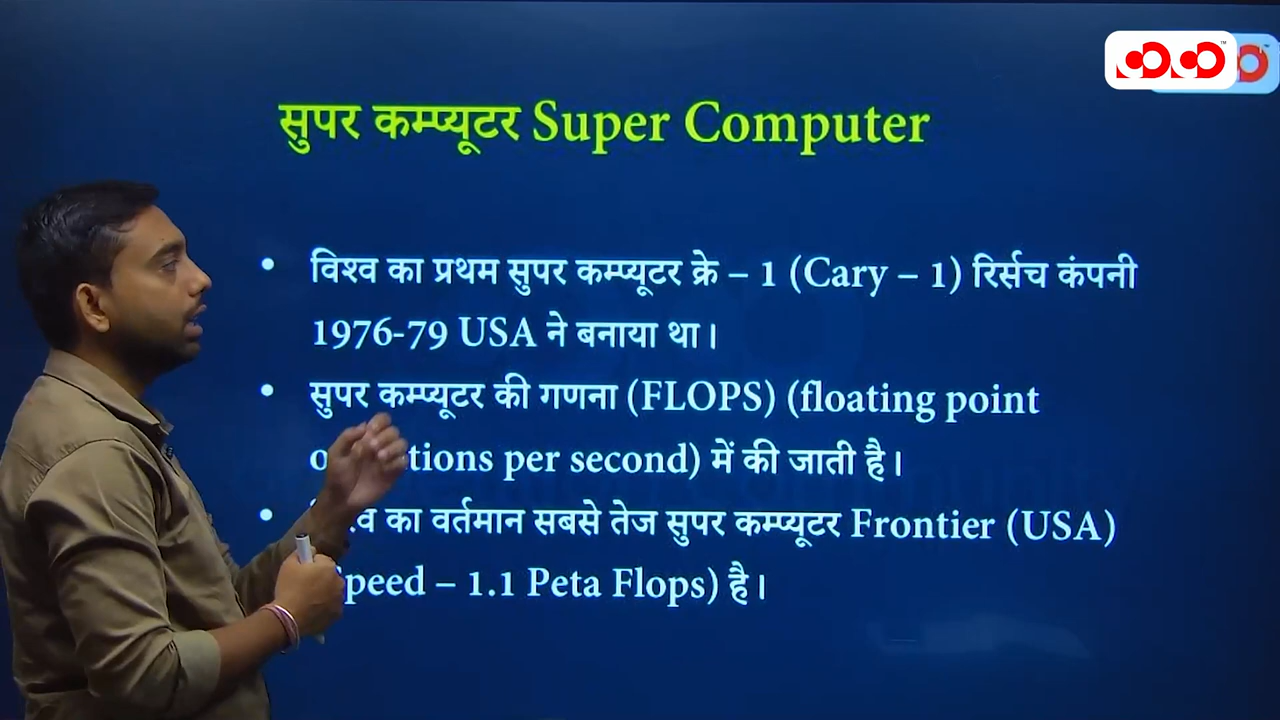 सुपर कम्प्यूटर Super Computer
• विश्व का प्रथम सुपर कम्प्यूटर क्रे – 1 (Cary – 1) रिर्सच कंपनी
1976-79 USA ने बनाया था।
• सुपर कम्प्यूटर की गणना (FLOPS) (floating point
per second) में की जाती है।
• का वर्तमान सबसे तेज सुपर कम्प्यूटर Frontier (USA)
– 1.1 Peta Flops) है।